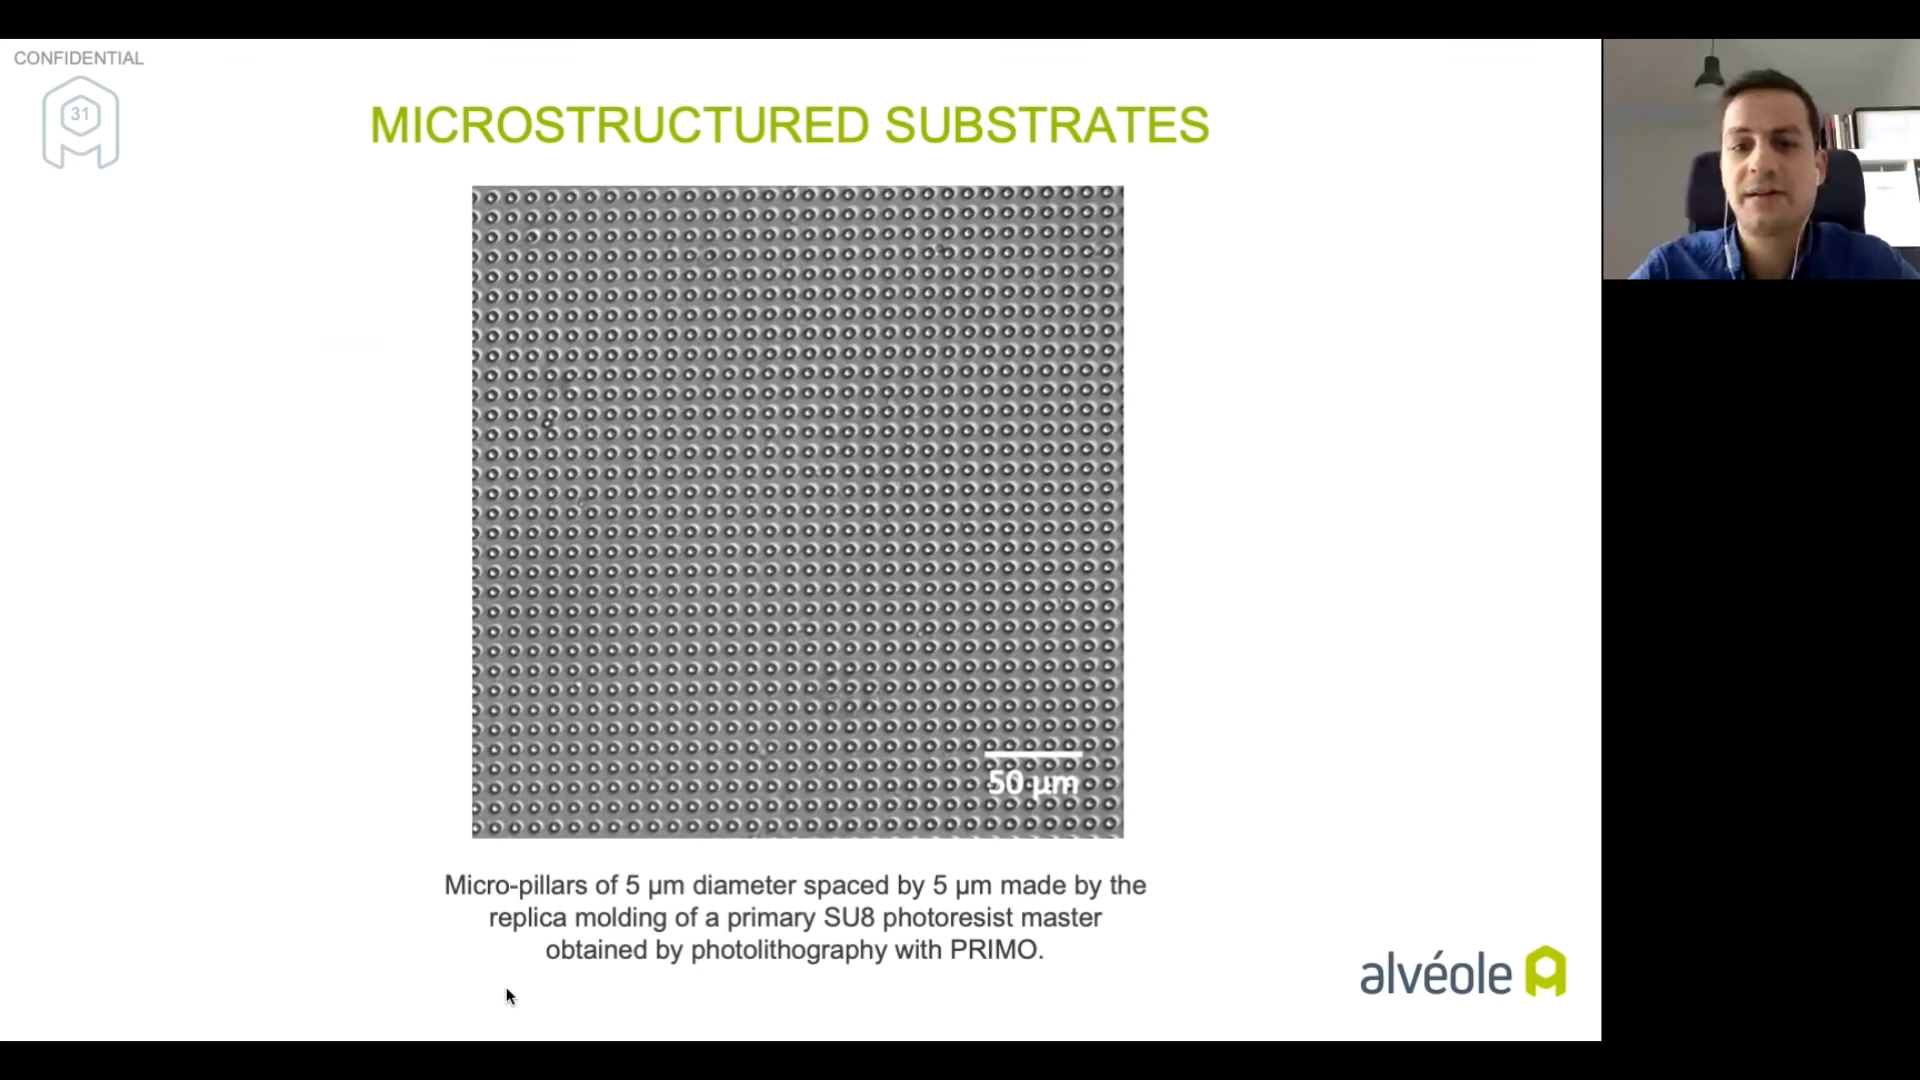 CONFIDENTIAL
31
MICROSTRUCTURED SUBSTRATES
50 µm
Micro-pillars of 5 µm diameter spaced by 5 µm made by the
replica molding of a primary SU8 photoresist master
obtained by photolithography with PRIMO.
alvéole